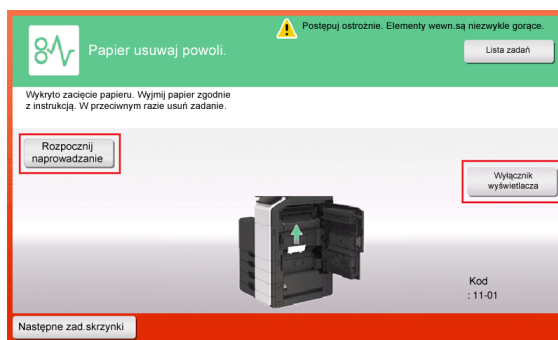 Postępuj ostrożnie. Elementy wewn.są niezwykle gorące.
Papier usuwaj powoli.
Lista zadań
Wykryto zacięcie papieru. Wyjmij papier zgodnie
z instrukcją. W przeciwnym razie usuń zadanie.
Rozpocznij
naprowadzanie
Wyłącznik
wyświetlacza
Kod
: 11-01
Następne zad.skrzynki